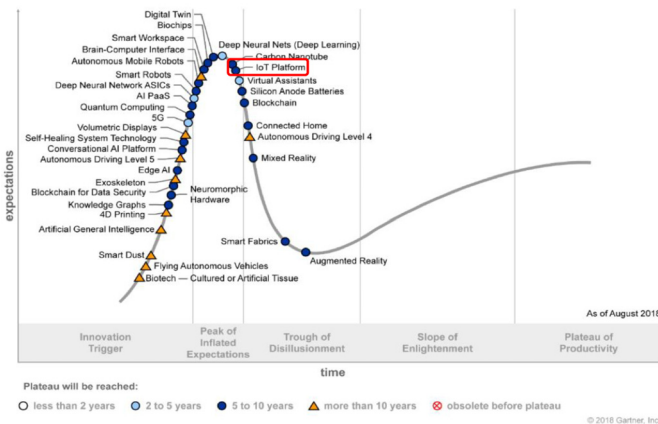 Digital Twin
Biochips
Smart Workspace
Brain-Computer Interface
Autonomous Mobile Robots
Smart Robots
Deep Neural Network ASICs
AI PaaS
Quantum Computing
5G
Volumetric Displays
Self-Healing System Technology
Conversational AI Platform
Autonomous Driving Level 5
Edge AI
Exoskeleton
Blockchain for Data Security
Neuromorphic
Hardware
Knowledge Graphs
4D Printing
Artificial General Intelligence
Smart Dust
Flying Autonomous Vehicles
Biotech — Cultured or Artificial Tissue
Deep Neural Nets (Deep Learning)
Carbon Nanotube
IoT Platform
Virtual Assistants
Silicon Anode Batteries
Blockchain
Connected Home
Autonomous Driving Level 4
Mixed Reality
Smart Fabrics
Augmented Reality
expectations
As of August 2018
Innovation
Trigger
Peak of
Inflated
Expectations
Trough of
Disillusionment
Slope of
Enlightenment
Plateau of
Productivity
time
Plateau will be reached:
less than 2 years
2 to 5 years
5 to 10 years
more than 10 years
obsolete before plateau
© 2018 Gartner, Inc